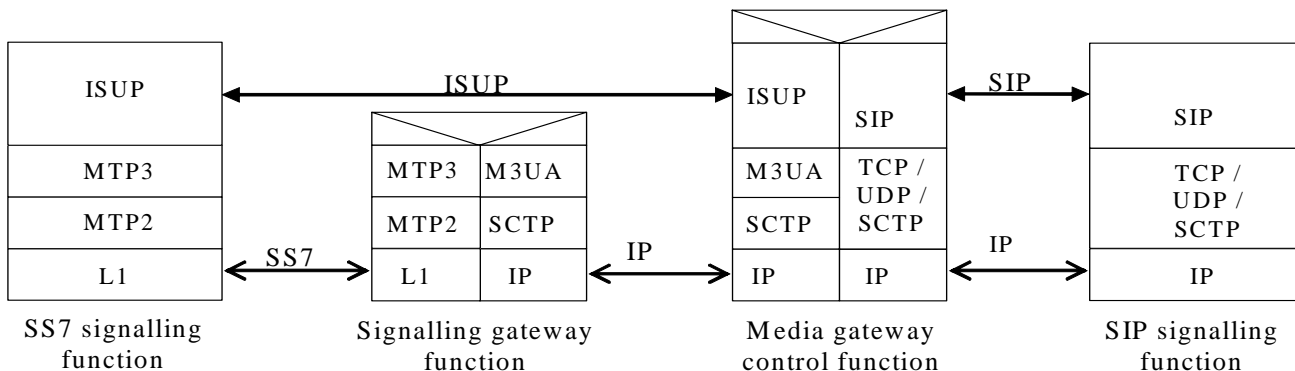 ISUP
MTP3
MTP2
L1
SS7 signalling
function
ISUP
SS7
MTP3
M3UA
MTP2
SCTP
L1
IP
Signalling gateway
function
IP
ISUP
SIP
M3UA
SCTP
TCP /
UDP /
SCTP
IP
IP
Media gateway
control function
SIP
IP
SIP
TCP /
UDP /
SCTP
IP
SIP signalling
function